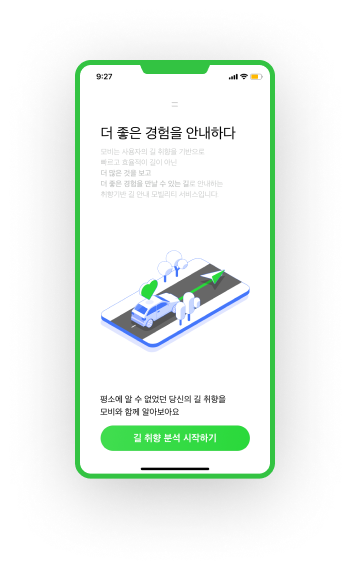 9:27
더 좋은 경험을 안내하다
모비는 사용자의 길 취향을 기반으로
빠르고 효율적이 길이 아닌
더 많은 것을 보고
더 좋은 경험을 만날 수 있는 길로 안내하는
취향기반 길 안내 모빌리티 서비스입니다
평소에 알 수 없었던 당신의 길 취향을
모비와 함께 알아보아요
길 취향 분석 시작하기